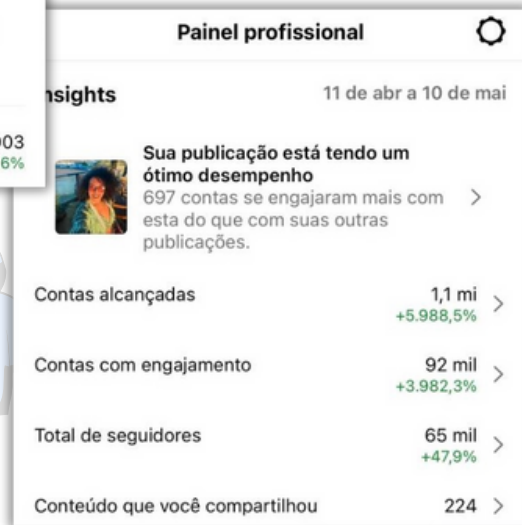 Painel profissional
nsights
11 de abr a 10 de mai
003
6%
Sua publicação está tendo um
ótimo desempenho
697 contas se engajaram mais com
esta do que com suas outras
publicações.
Contas alcançadas
1,1 mi
+5.988,5%
Contas com engajamento
92 mil
+3.982,3%
Total de seguidores
65 mil
+47,9%
Conteúdo que você compartilhou
224